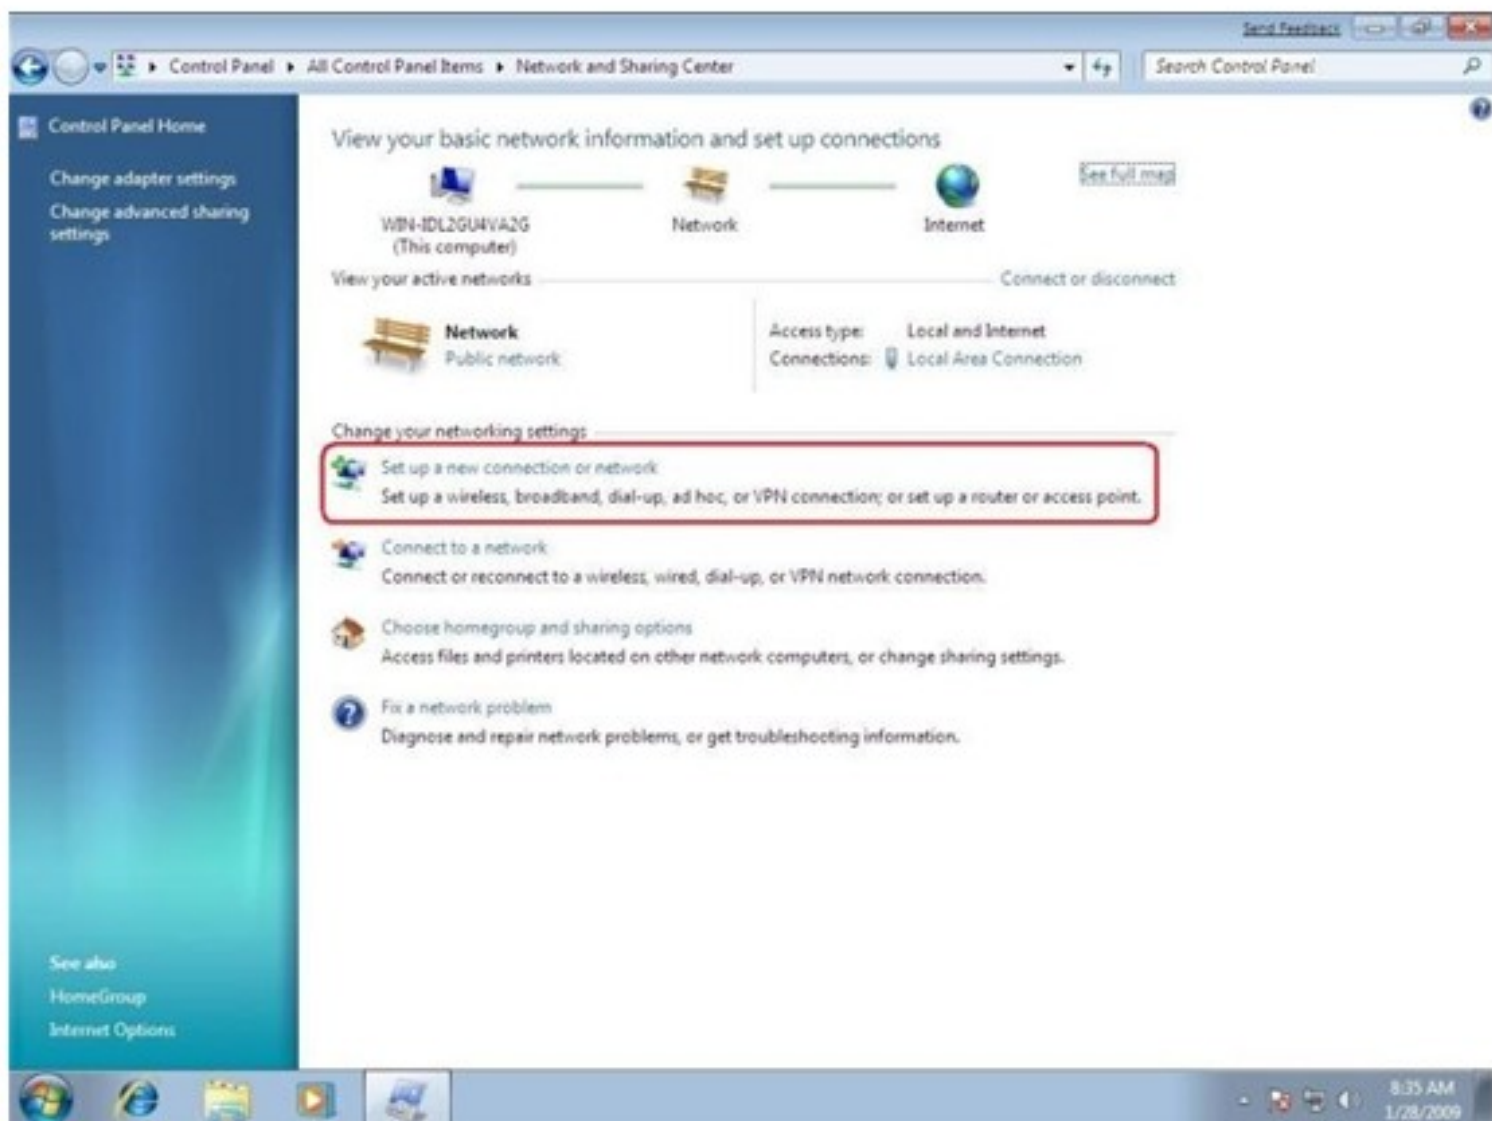 Send Feedback
Control Panel ▸ All Control Panel Items ▸ Network and Sharing Center
Search Control Panel
Control Panel Home
Change adapter settings
Change advanced sharing
settings
View your basic network information and set up connections
See full map
WIN-IDL2GU4VA2G
(This computer)
Network
Internet
View your active networks
Connect or disconnect
Network
Public network
Access type: Local and Internet
Connections: Local Area Connection
Change your networking settings
Set up a new connection or network
Set up a wireless, broadband, dial-up, ad hoc, or VPN connection; or set up a router or access point.
Connect to a network
Connect or reconnect to a wireless, wired, dial-up, or VPN network connection.
Choose homegroup and sharing options
Access files and printers located on other network computers, or change sharing settings.
Fix a network problem
Diagnose and repair network problems, or get troubleshooting information.
See also
HomeGroup
Internet Options
8:35 AM
1/28/2009